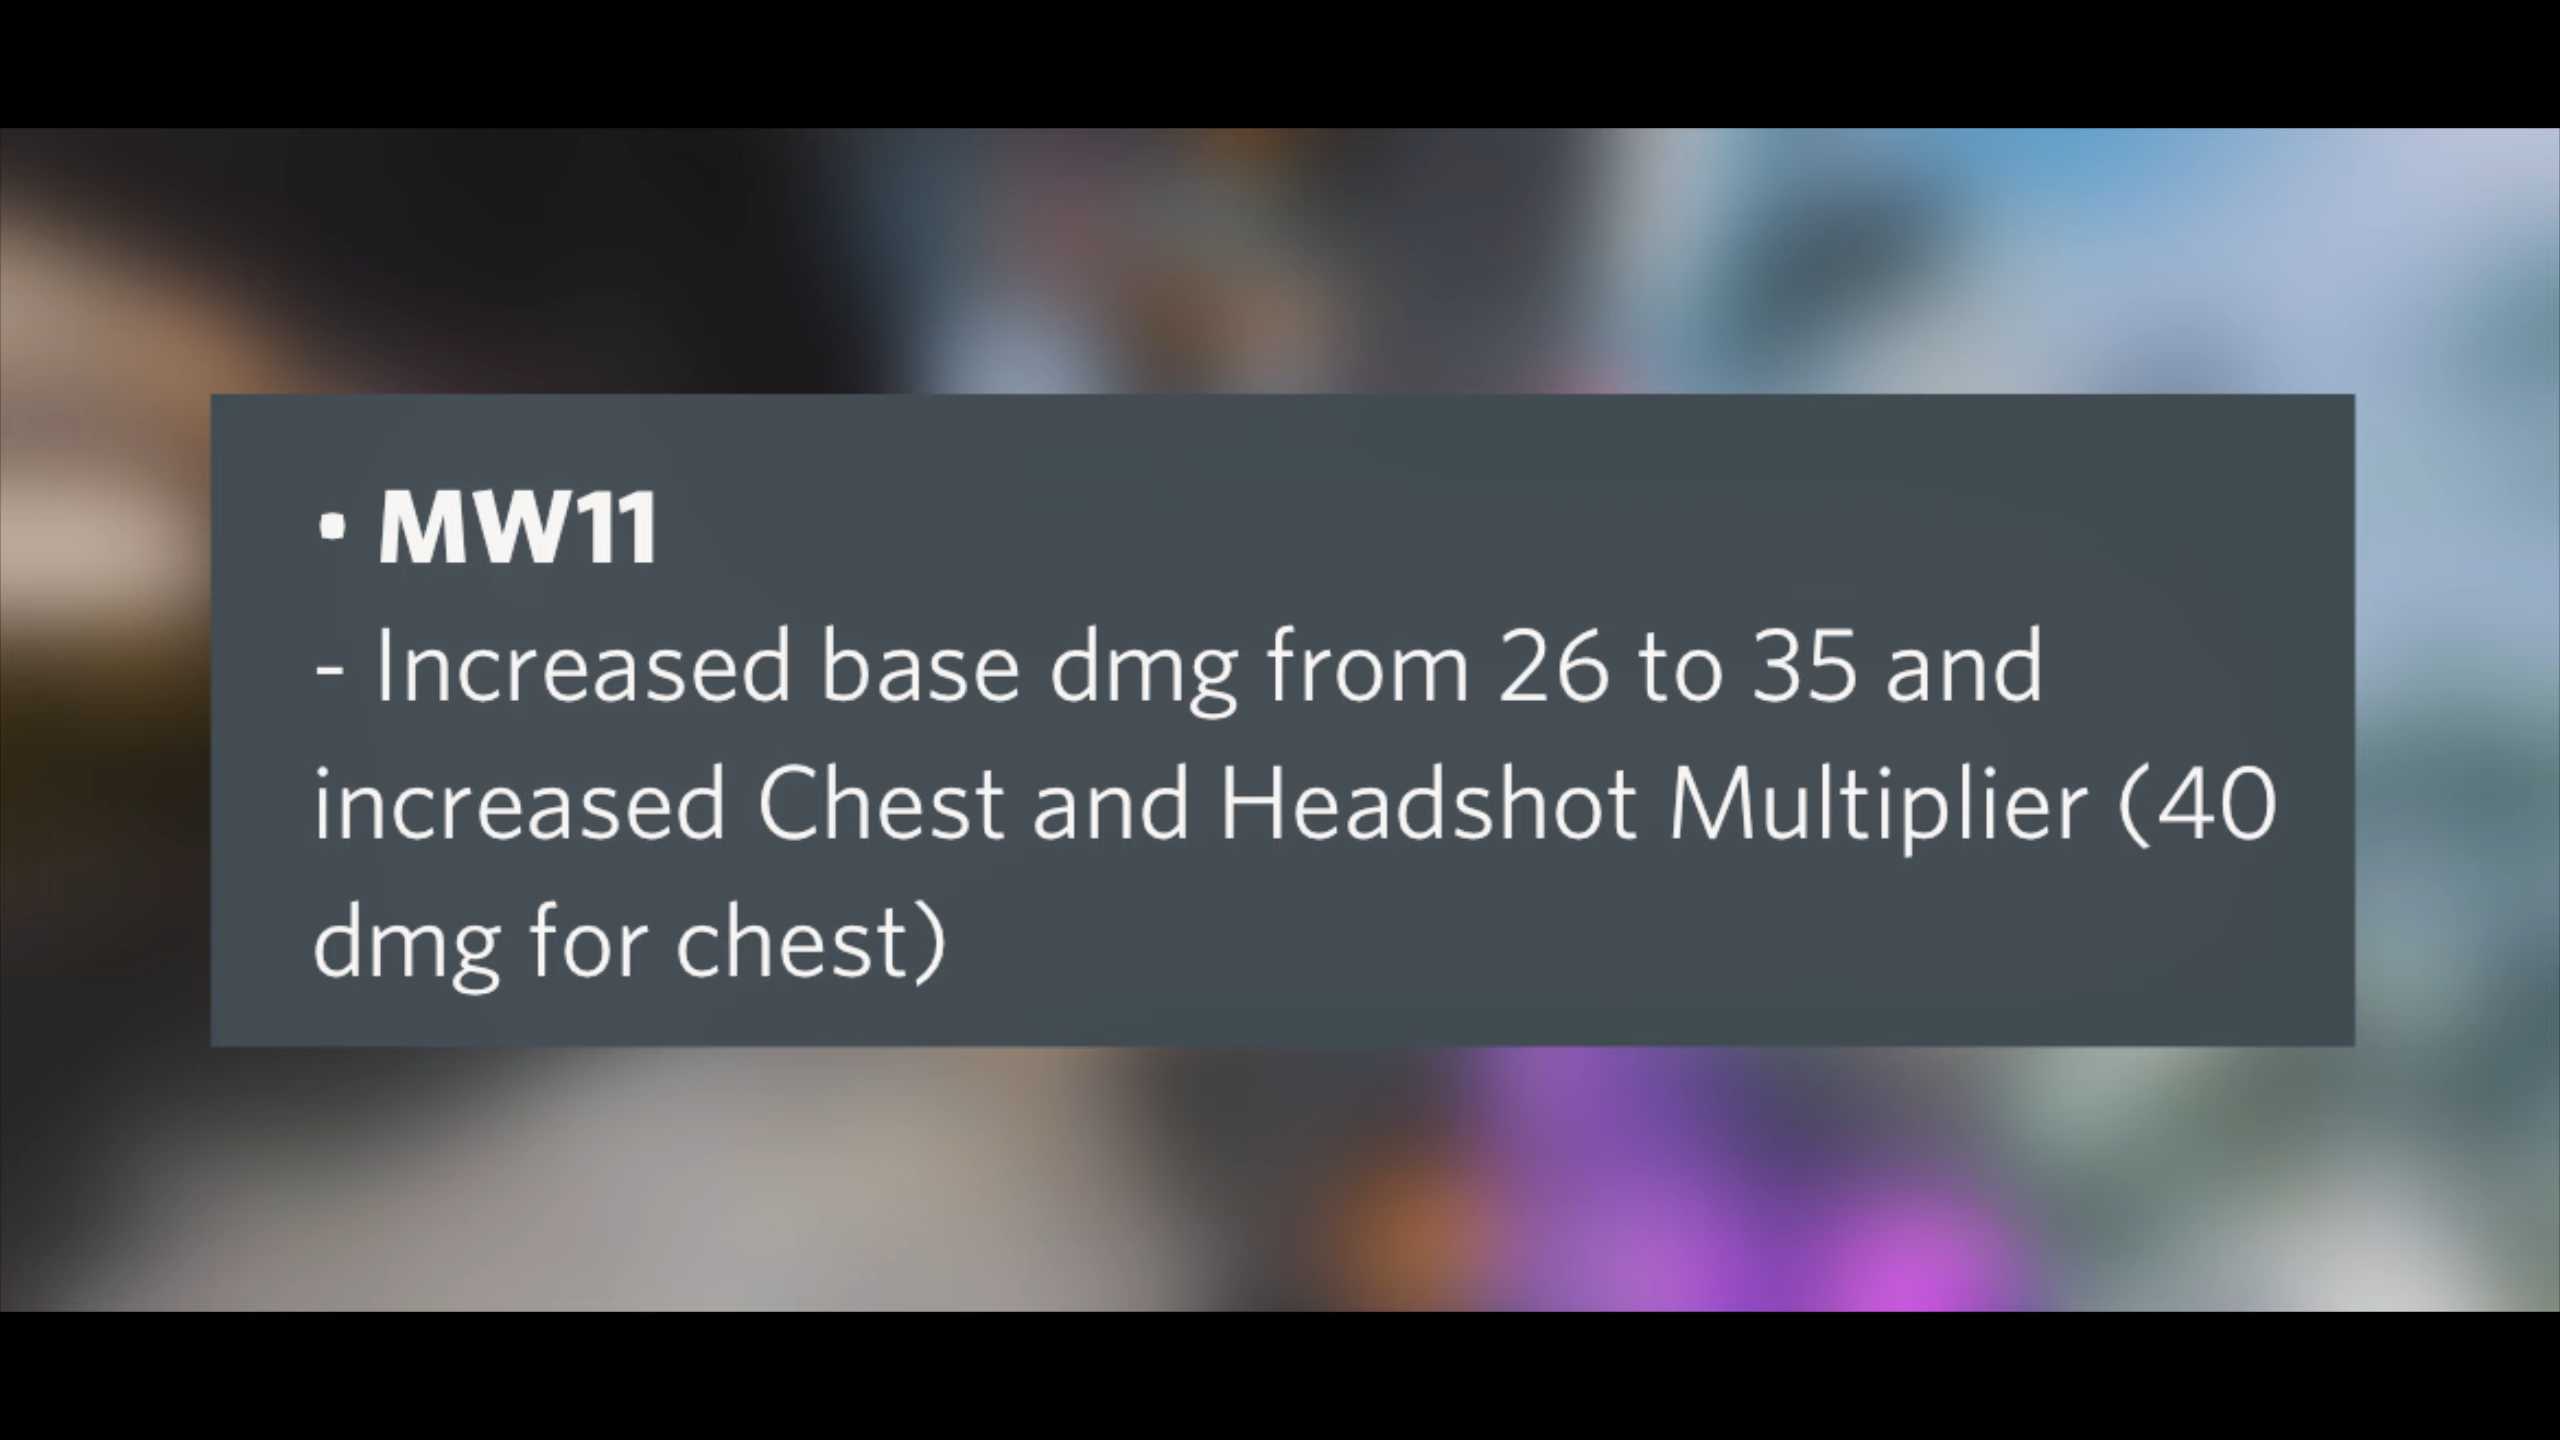 • MW11
- Increased base dmg from 26 to 35 and
increased Chest and Headshot Multiplier (40
dmg for chest)